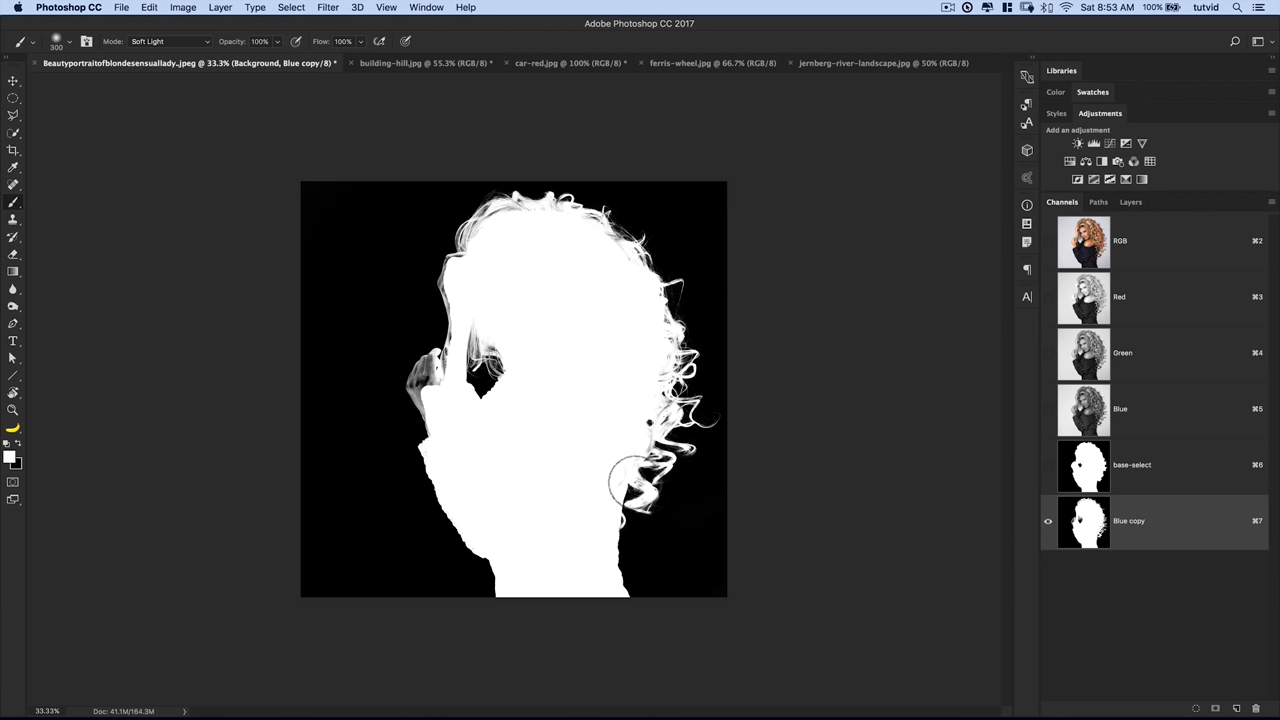 Photoshop CC File Edit Image Layer Type Select Filter 3D View Window Help 100% Sat 8:53 AM tutvid
Adobe Photoshop CC 2017
300 Mode: Soft Light Opacity: 100% Flow: 100%
Beautyportraitofblondesensuallady.jpeg @ 33.3% (Background, Blue copy/8) * building-hill.jpg @ 55.3% (RGB/8) * car-red.jpg @ 100% (RGB/8) * ferris-wheel.jpg @ 66.7% (RGB/8) jernberg-river-landscape.jpg @ 50% (RGB/8)
Libraries
Color Swatches
Styles Adjustments
Add an adjustment
Channels Paths Layers
RGB ⌘2
Red ⌘3
Green ⌘4
Blue ⌘5
base-select ⌘6
Blue copy ⌘7
33.33% Doc: 41.1M/164.3M